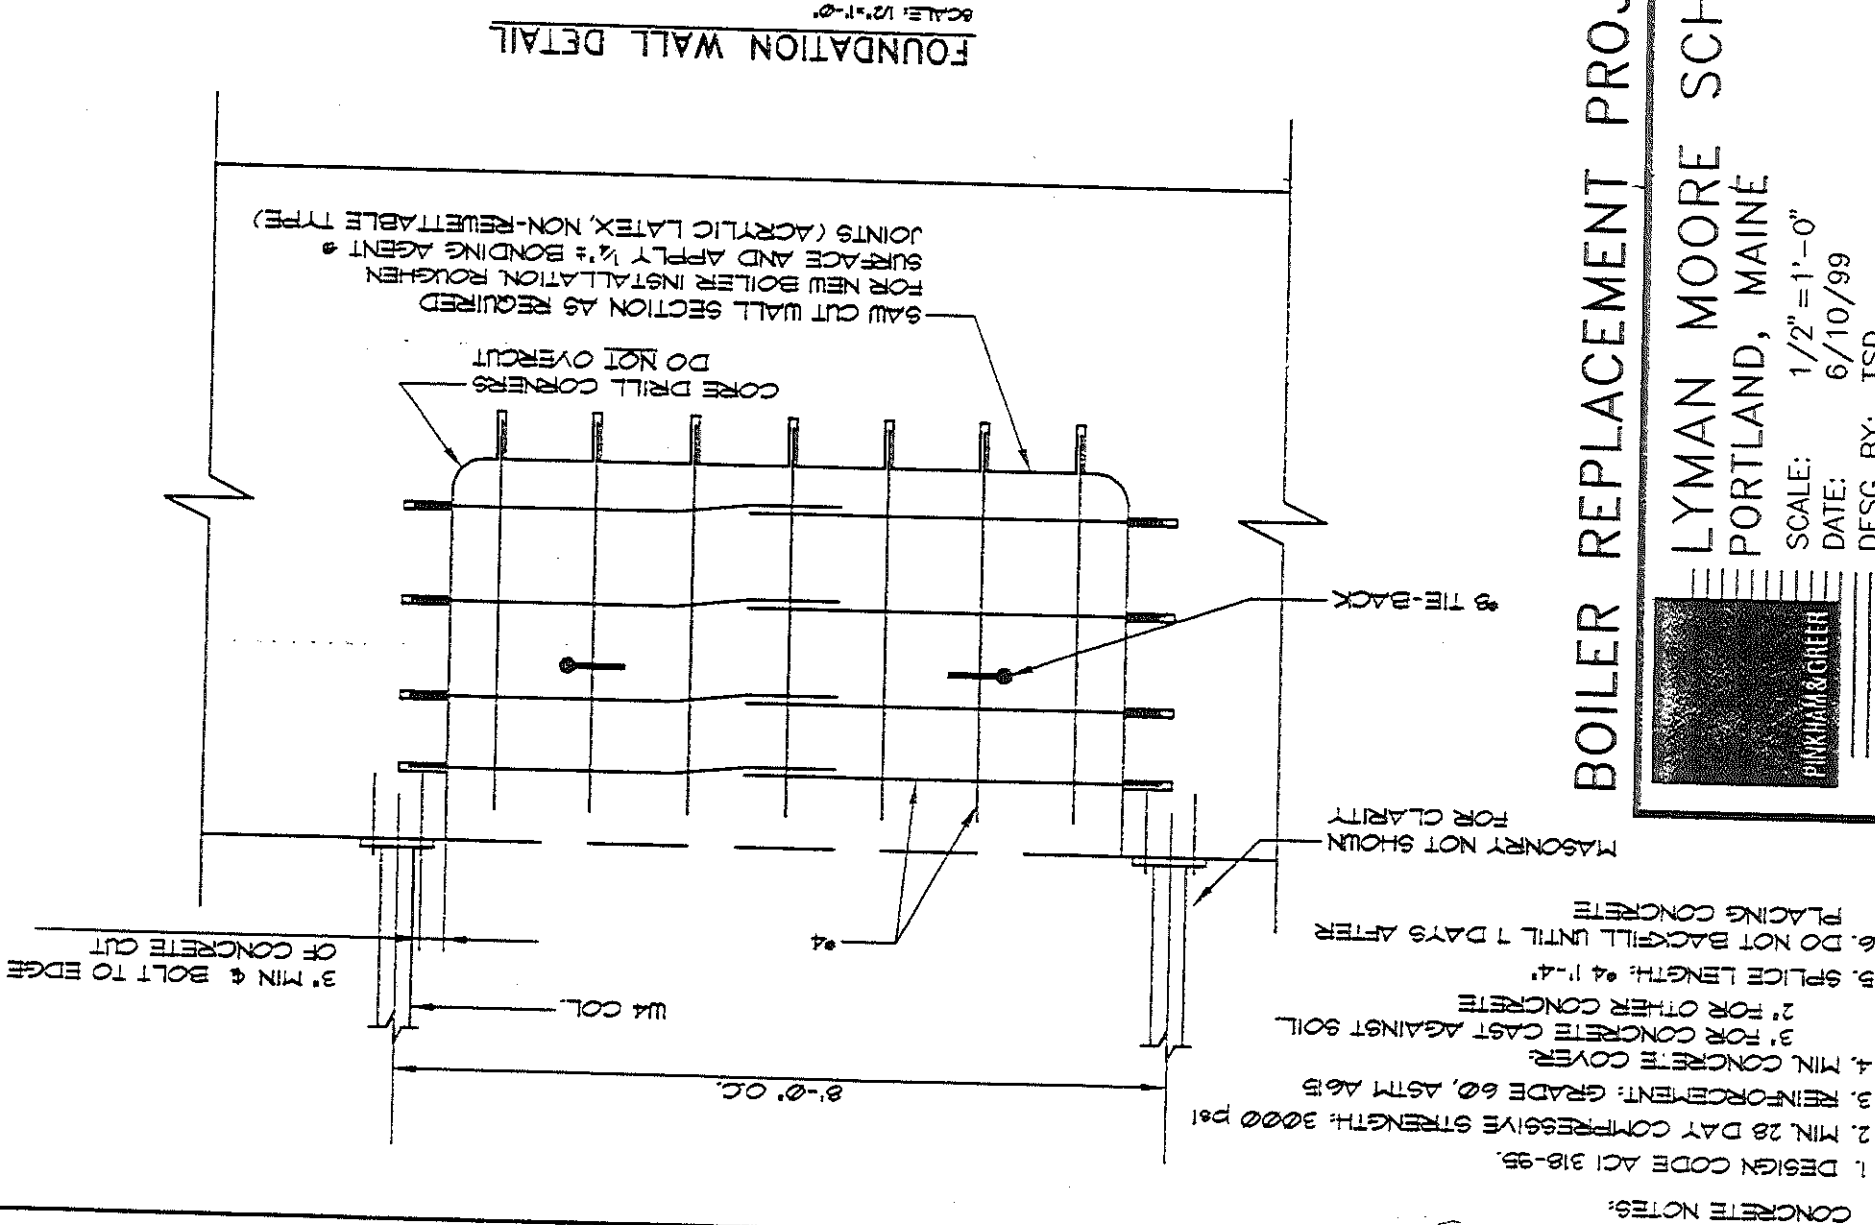 CONCRETE NOTES:
1. DESIGN CODE ACI 318-95.
2. MIN. 28 DAY COMPRESSIVE STRENGTH: 3000 psi
3. REINFORCEMENT: GRADE 60, ASTM A615
4. MIN. CONCRETE COVER:
3" FOR CONCRETE CAST AGAINST SOIL
2" FOR OTHER CONCRETE
5. SPLICE LENGTH: #4 1'-4"
6. DO NOT BACKFILL UNTIL 7 DAYS AFTER
PLACING CONCRETE
8'-0" O.C.
W4 COL.
3" MIN ℄ BOLT TO EDGE
OF CONCRETE CUT
#4
MASONRY NOT SHOWN
FOR CLARITY
#3 TIE-BACK
CORE DRILL CORNERS
DO NOT OVERCUT
SAW CUT WALL SECTION AS REQUIRED
FOR NEW BOILER INSTALLATION. ROUGHEN
SURFACE AND APPLY 1/4"± BONDING AGENT @
JOINTS (ACRYLIC LATEX, NON-REWETTABLE TYPE)
FOUNDATION WALL DETAIL
SCALE: 1/2"=1'-0"
BOILER REPLACEMENT PROJ
LYMAN MOORE SCH
PORTLAND, MAINE
SCALE: 1/2"=1'-0"
DATE: 6/10/99
DESG BY: TSD
PINKHAM&GREER